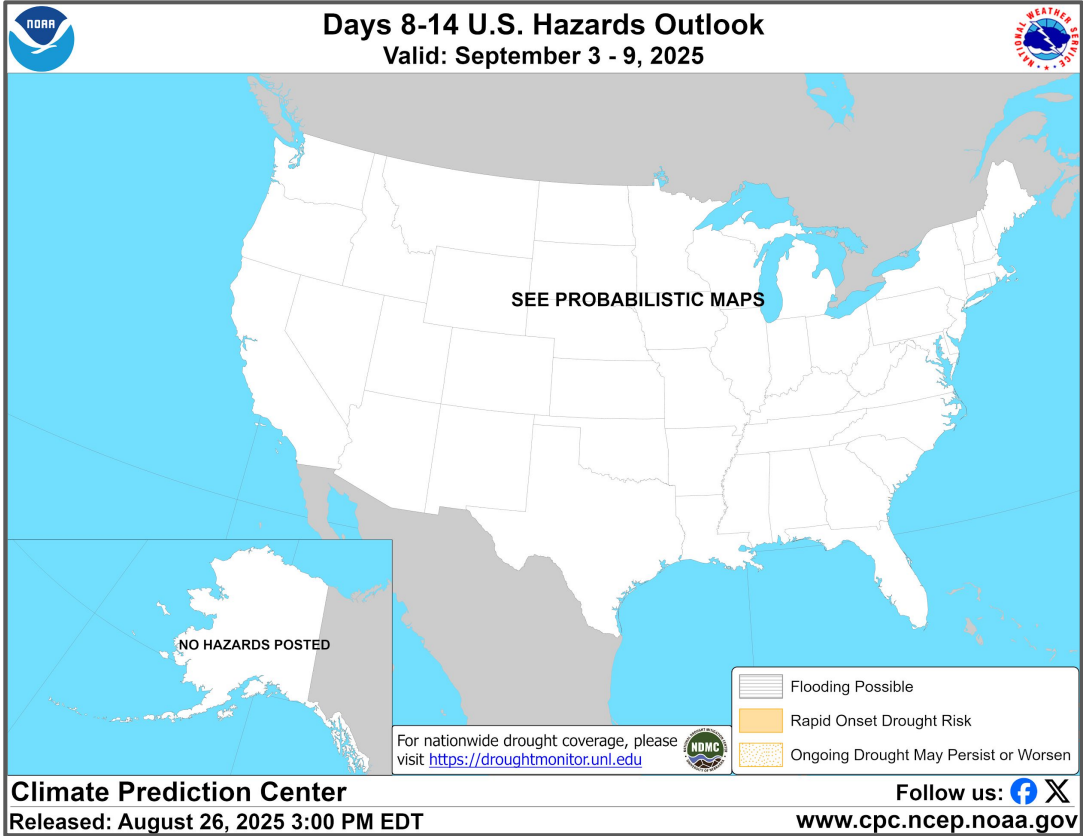 NOAA
Days 8-14 U.S. Hazards Outlook
Valid: September 3 - 9, 2025
NATIONAL WEATHER SERVICE
SEE PROBABILISTIC MAPS
NO HAZARDS POSTED
For nationwide drought coverage, please
visit https://droughtmonitor.unl.edu
NDMC
Flooding Possible
Rapid Onset Drought Risk
Ongoing Drought May Persist or Worsen
Climate Prediction Center
Follow us:
Released: August 26, 2025 3:00 PM EDT
www.cpc.ncep.noaa.gov